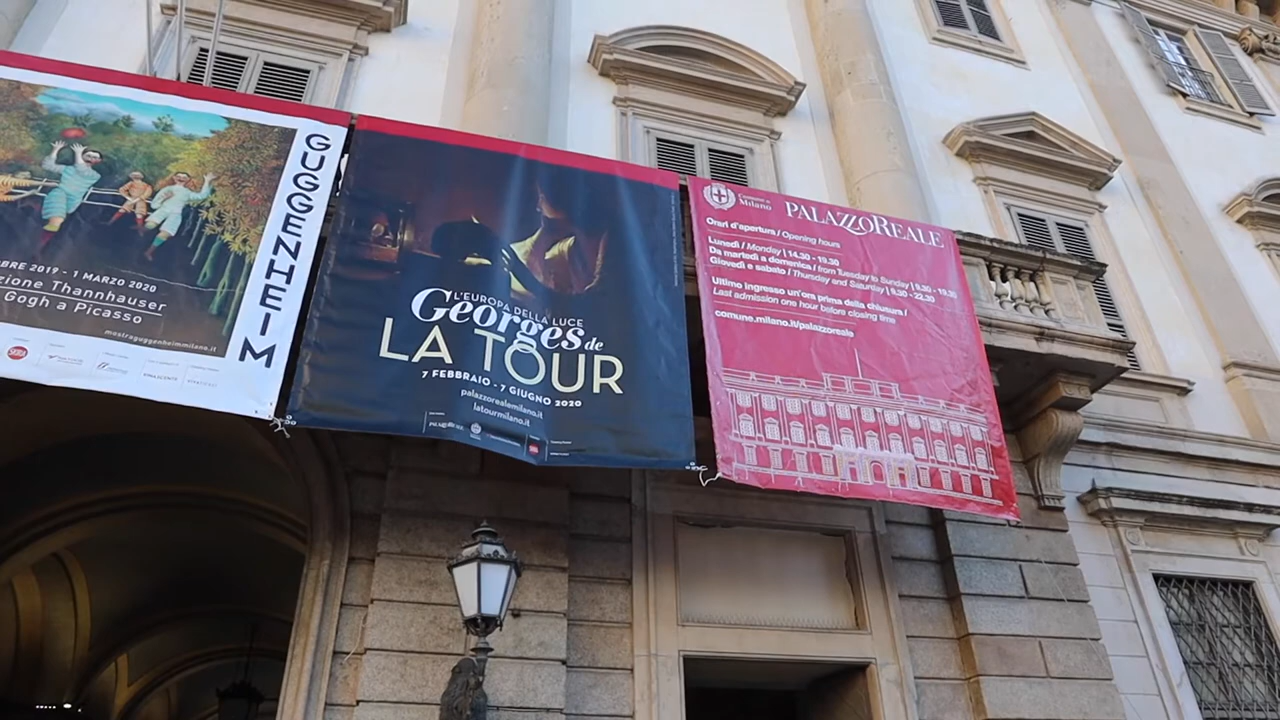 GUGGENHEIM
BRE 2019 - 1 MARZO 2020
zione Thannhauser
Gogh a Picasso
mostraguggenheimmilano.it
L'EUROPA DELLA LUCE
Georges de
LA TOUR
7 FEBBRAIO - 7 GIUGNO 2020
palazzorealemilano.it
latourmilano.it
Comune di
Milano
PALAZZOREALE
Orari d'apertura / Opening hours
Lunedì / Monday | 14.30 - 19.30
Da martedì a domenica / from Tuesday to Sunday | 9.30 - 19.30
Giovedì e sabato / Thursday and Saturday | 9.30 - 22.30
Ultimo ingresso un'ora prima della chiusura /
Last admission one hour before closing time
comune.milano.it/palazzoreale